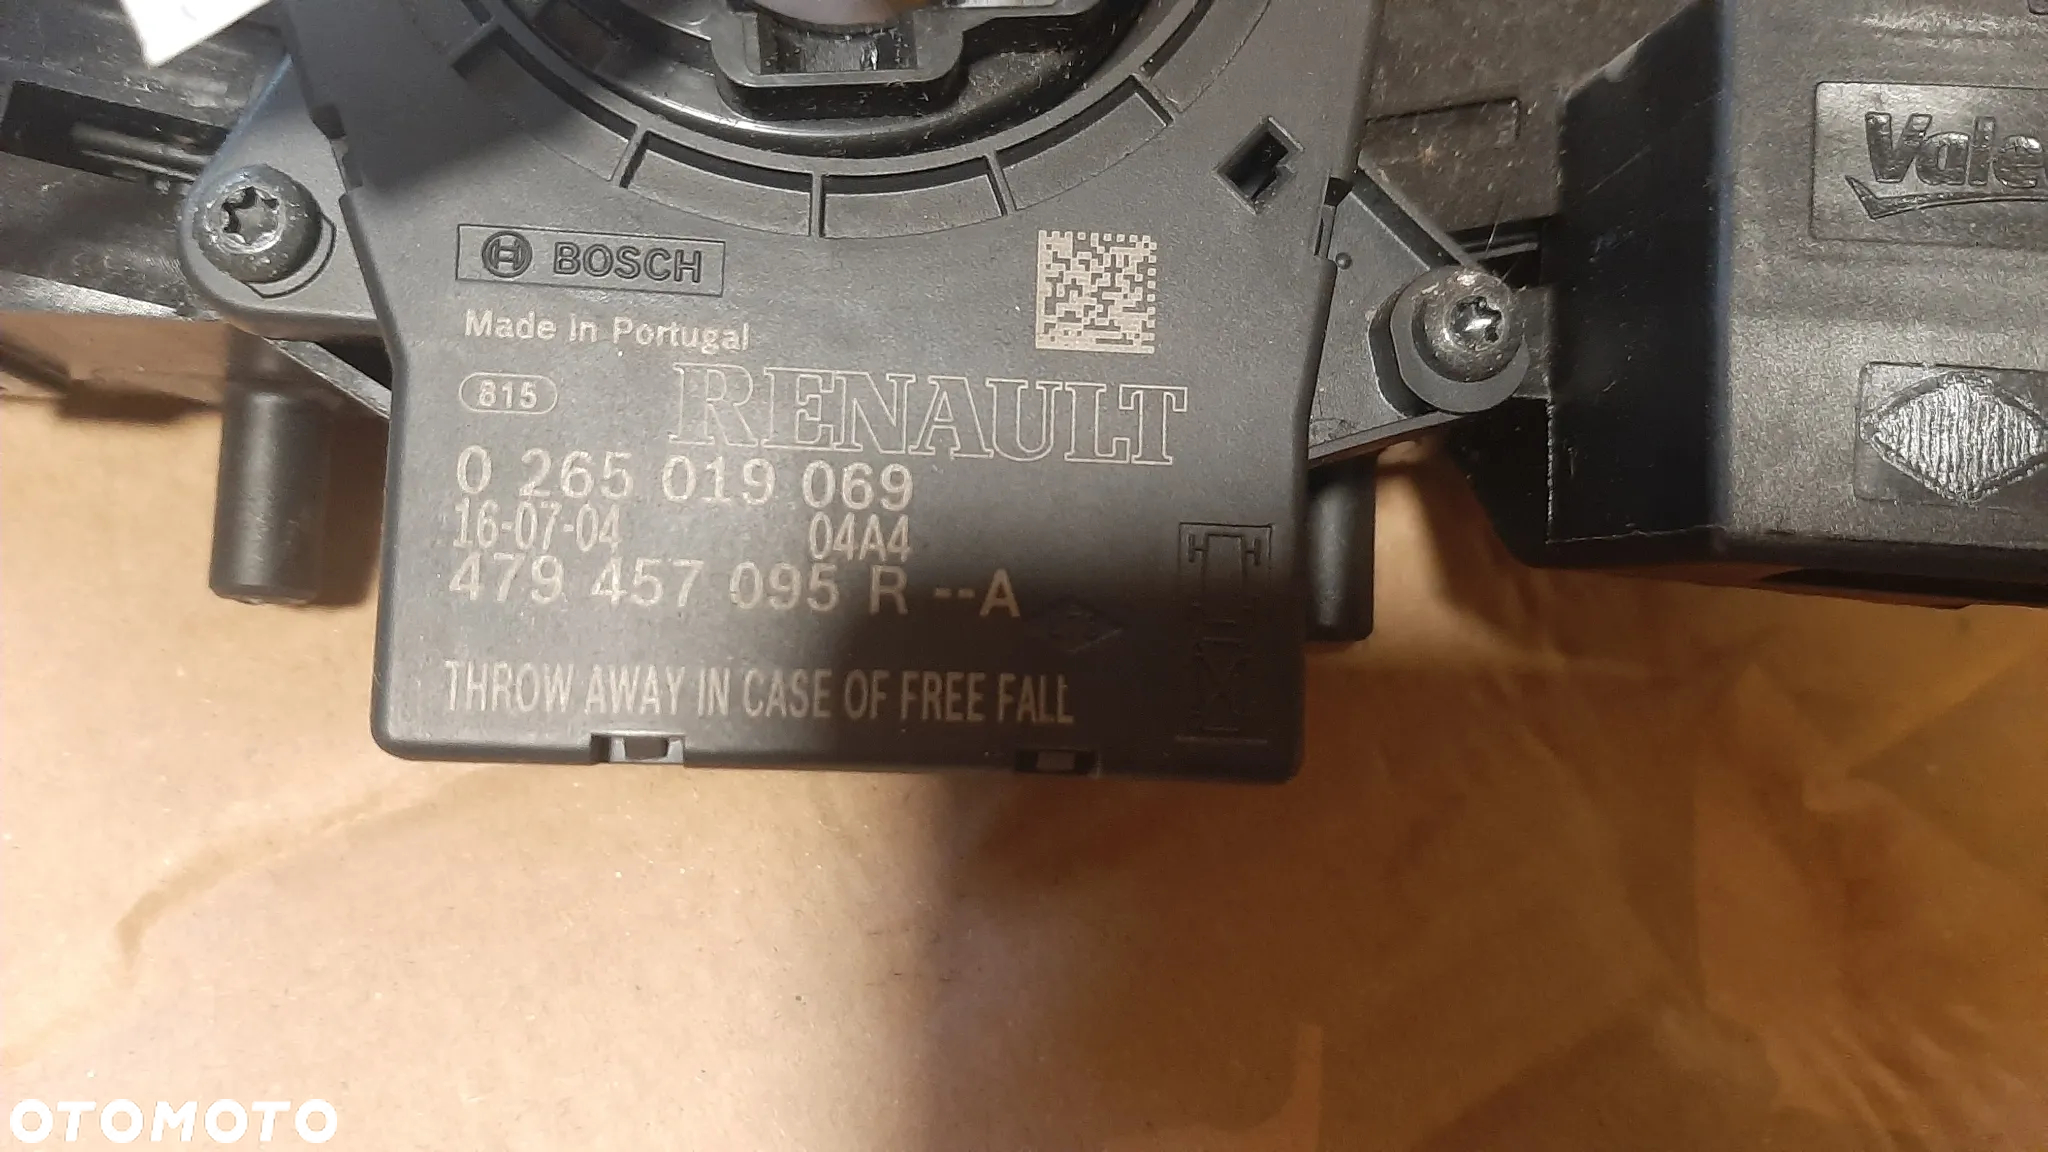 BOSCH
Made in Portugal
815
RENAULT
0 265 019 069
16-07-04 04A4
479 457 095 R --A
THROW AWAY IN CASE OF FREE FALL
Vale
OTOMOTO